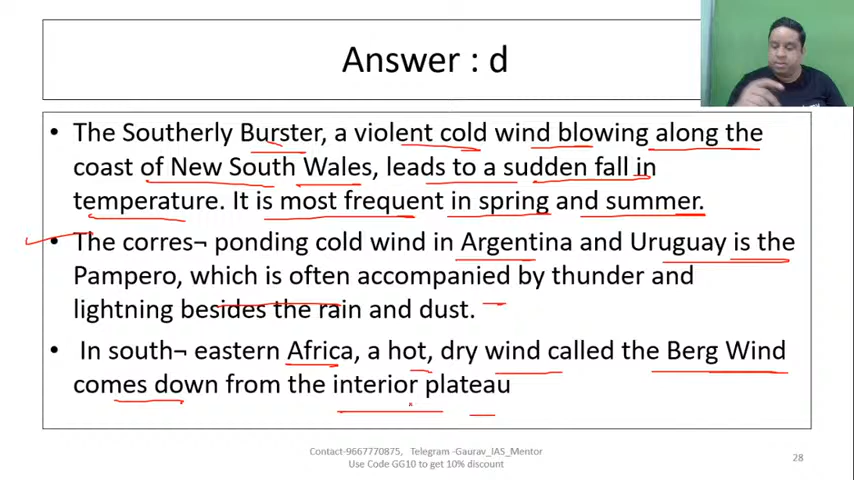 Answer : d
• The Southerly Burster, a violent cold wind blowing along the
coast of New South Wales, leads to a sudden fall in
temperature. It is most frequent in spring and summer.
• The corres¬ ponding cold wind in Argentina and Uruguay is the
Pampero, which is often accompanied by thunder and
lightning besides the rain and dust.
• In south¬ eastern Africa, a hot, dry wind called the Berg Wind
comes down from the interior plateau
Contact-9667770875, Telegram -Gaurav_IAS_Mentor
Use Code GG10 to get 10% discount
28